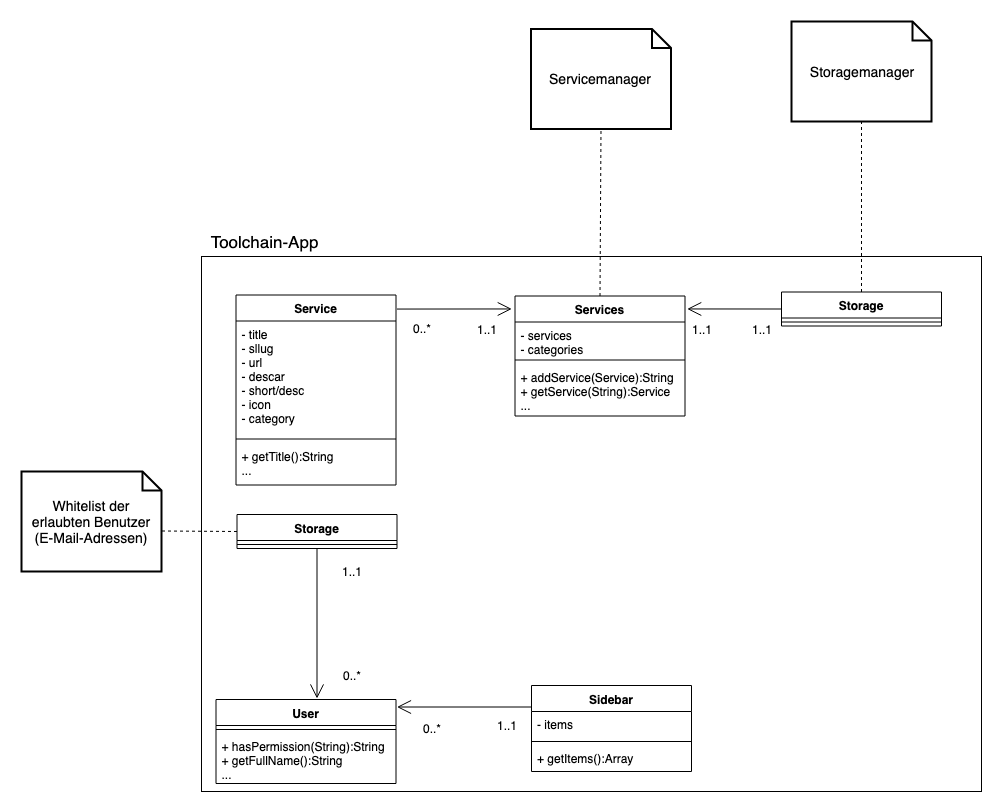 Servicemanager
Storagemanager
Toolchain-App
Service
- title
- sllug
- url
- descar
- short/desc
- icon
- category
+ getTitle():String
...
0..*
1..1
Services
- services
- categories
+ addService(Service):String
+ getService(String):Service
...
1..1
1..1
Storage
Whitelist der
erlaubten Benutzer
(E-Mail-Adressen)
Storage
1..1
0..*
User
+ hasPermission(String):String
+ getFullName():String
...
0..*
1..1
Sidebar
- items
+ getItems():Array